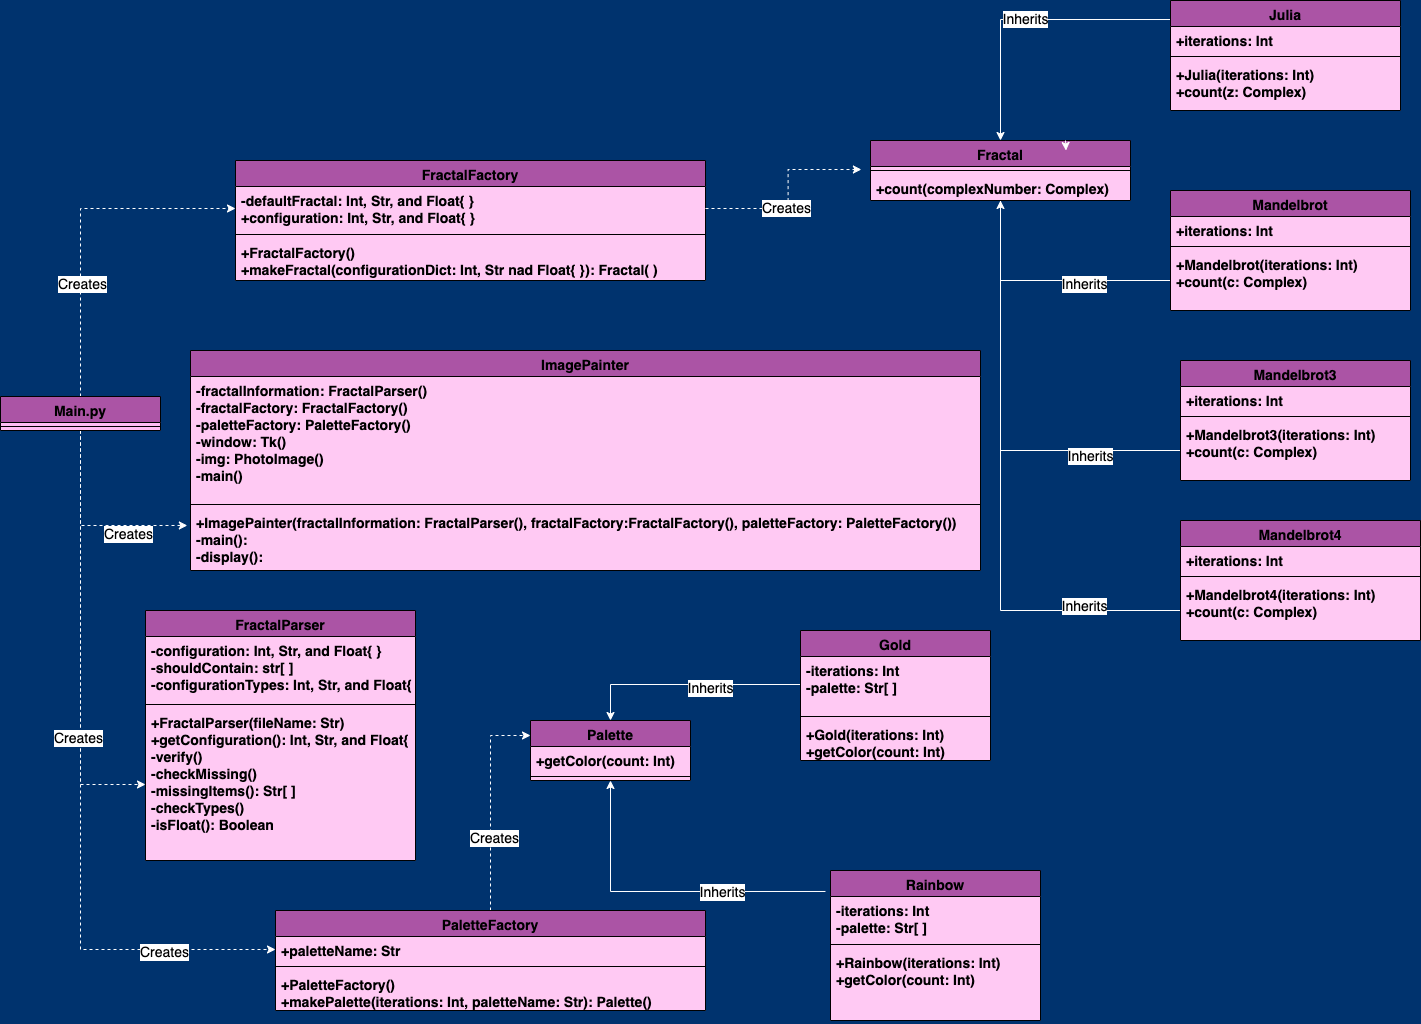 Inherits
Julia
+iterations: Int
+Julia(iterations: Int)
+count(z: Complex)
Fractal
+count(complexNumber: Complex)
FractalFactory
-defaultFractal: Int, Str, and Float{ }
+configuration: Int, Str, and Float{ }
+FractalFactory()
+makeFractal(configurationDict: Int, Str nad Float{ }): Fractal( )
Creates
Creates
Mandelbrot
+iterations: Int
+Mandelbrot(iterations: Int)
+count(c: Complex)
Inherits
ImagePainter
-fractalInformation: FractalParser()
-fractalFactory: FractalFactory()
-paletteFactory: PaletteFactory()
-window: Tk()
-img: PhotoImage()
-main()
+ImagePainter(fractalInformation: FractalParser(), fractalFactory:FractalFactory(), paletteFactory: PaletteFactory())
-main():
-display():
Main.py
Mandelbrot3
+iterations: Int
+Mandelbrot3(iterations: Int)
+count(c: Complex)
Inherits
Creates
Mandelbrot4
+iterations: Int
+Mandelbrot4(iterations: Int)
+count(c: Complex)
Inherits
FractalParser
-configuration: Int, Str, and Float{ }
-shouldContain: str[ ]
-configurationTypes: Int, Str, and Float{
+FractalParser(fileName: Str)
+getConfiguration(): Int, Str, and Float{
-verify()
-checkMissing()
-missingItems(): Str[ ]
-checkTypes()
-isFloat(): Boolean
Creates
Gold
-iterations: Int
-palette: Str[ ]
+Gold(iterations: Int)
+getColor(count: Int)
Inherits
Palette
+getColor(count: Int)
Creates
Inherits
Rainbow
-iterations: Int
-palette: Str[ ]
+Rainbow(iterations: Int)
+getColor(count: Int)
PaletteFactory
+paletteName: Str
+PaletteFactory()
+makePalette(iterations: Int, paletteName: Str): Palette()
Creates